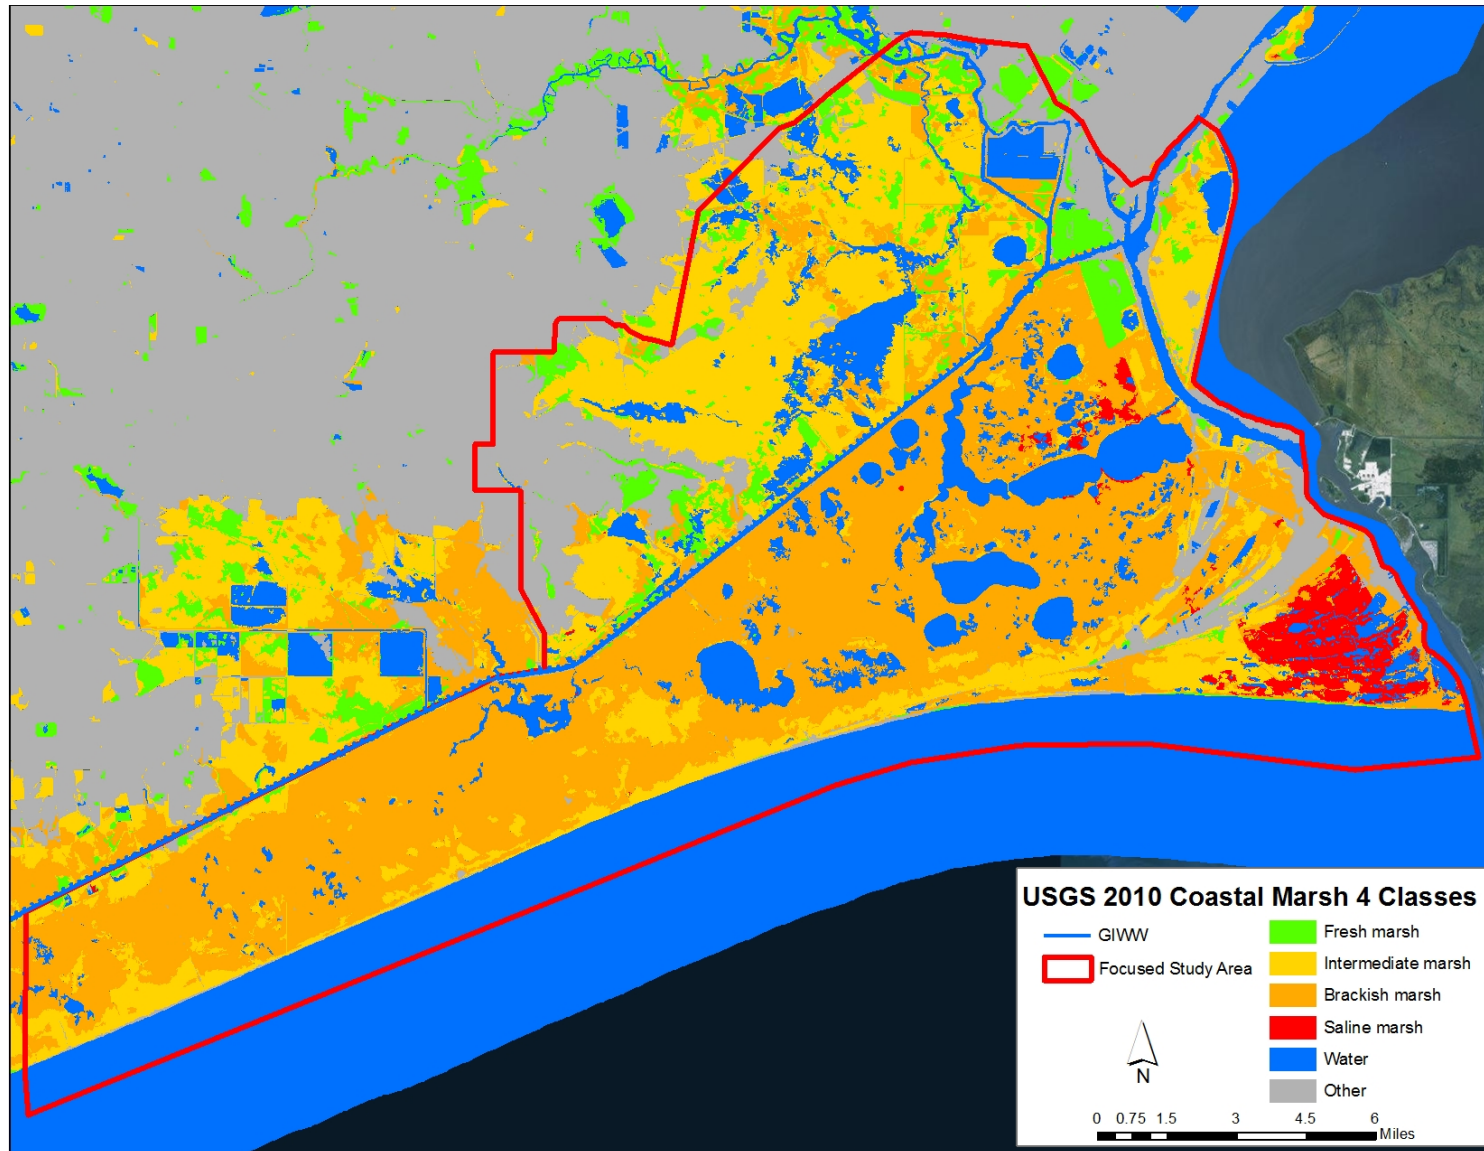 USGS 2010 Coastal Marsh 4 Classes
GIWW
Focused Study Area
Fresh marsh
Intermediate marsh
Brackish marsh
Saline marsh
Water
Other
N
0 0.75 1.5 3 4.5 6
Miles